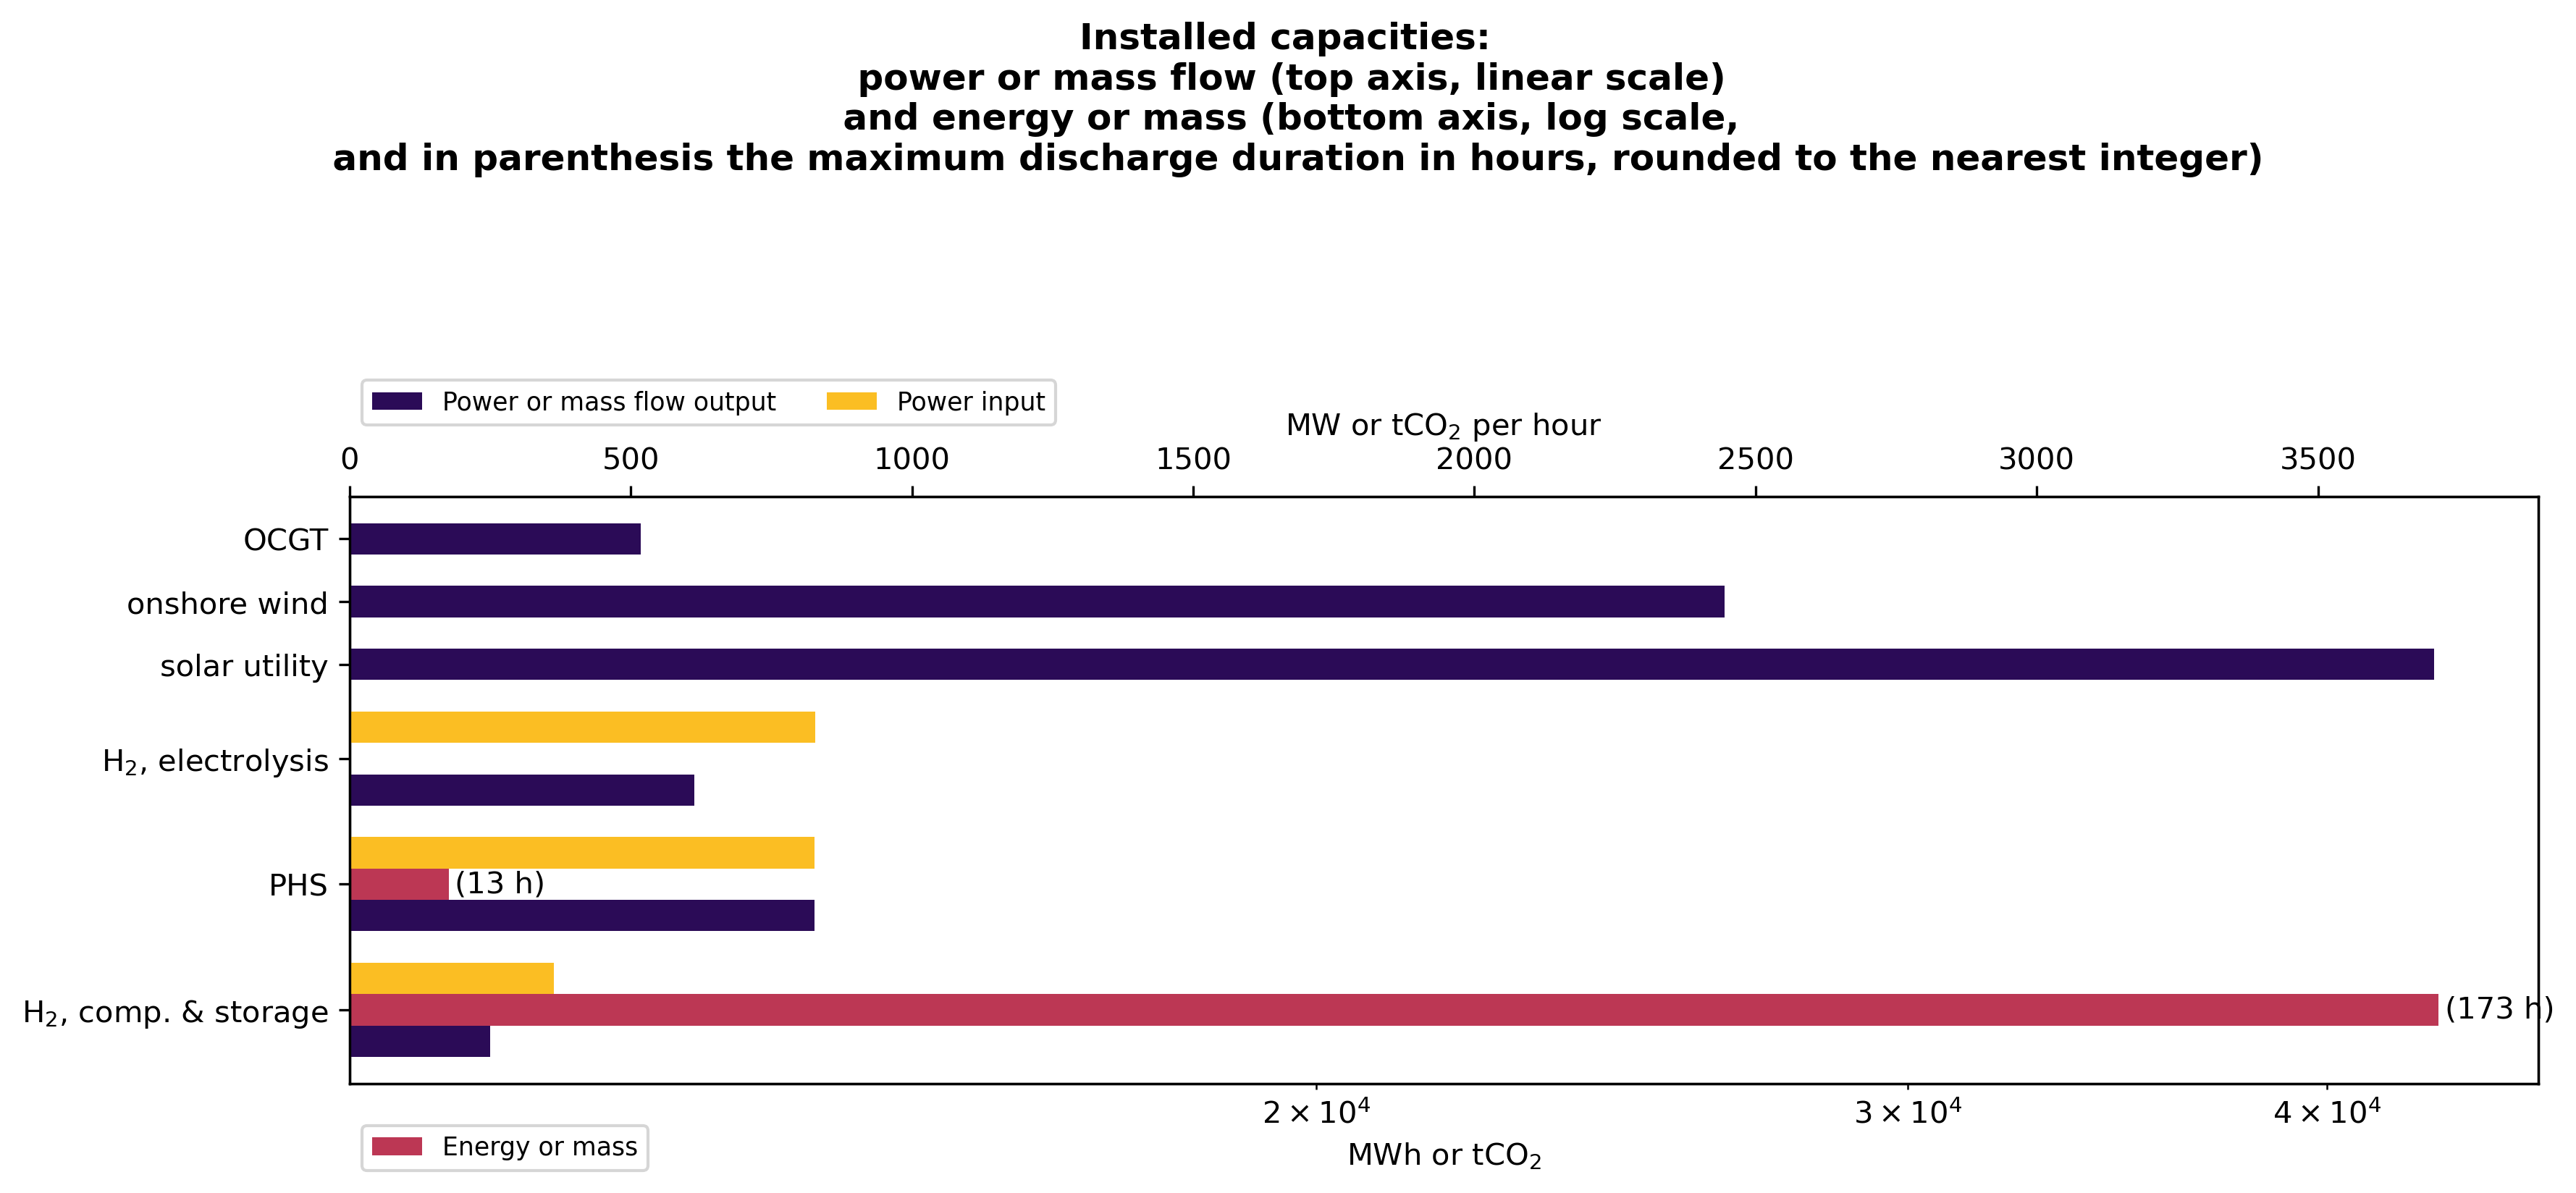 Installed capacities:
power or mass flow (top axis, linear scale)
and energy or mass (bottom axis, log scale,
and in parenthesis the maximum discharge duration in hours, rounded to the nearest integer)
Power or mass flow output Power input
MW or tCO₂ per hour
0 500 1000 1500 2000 2500 3000 3500
OCGT
onshore wind
solar utility
H₂, electrolysis
PHS (13 h)
H₂, comp. & storage (173 h)
2 × 10⁴ 3 × 10⁴ 4 × 10⁴
Energy or mass
MWh or tCO₂